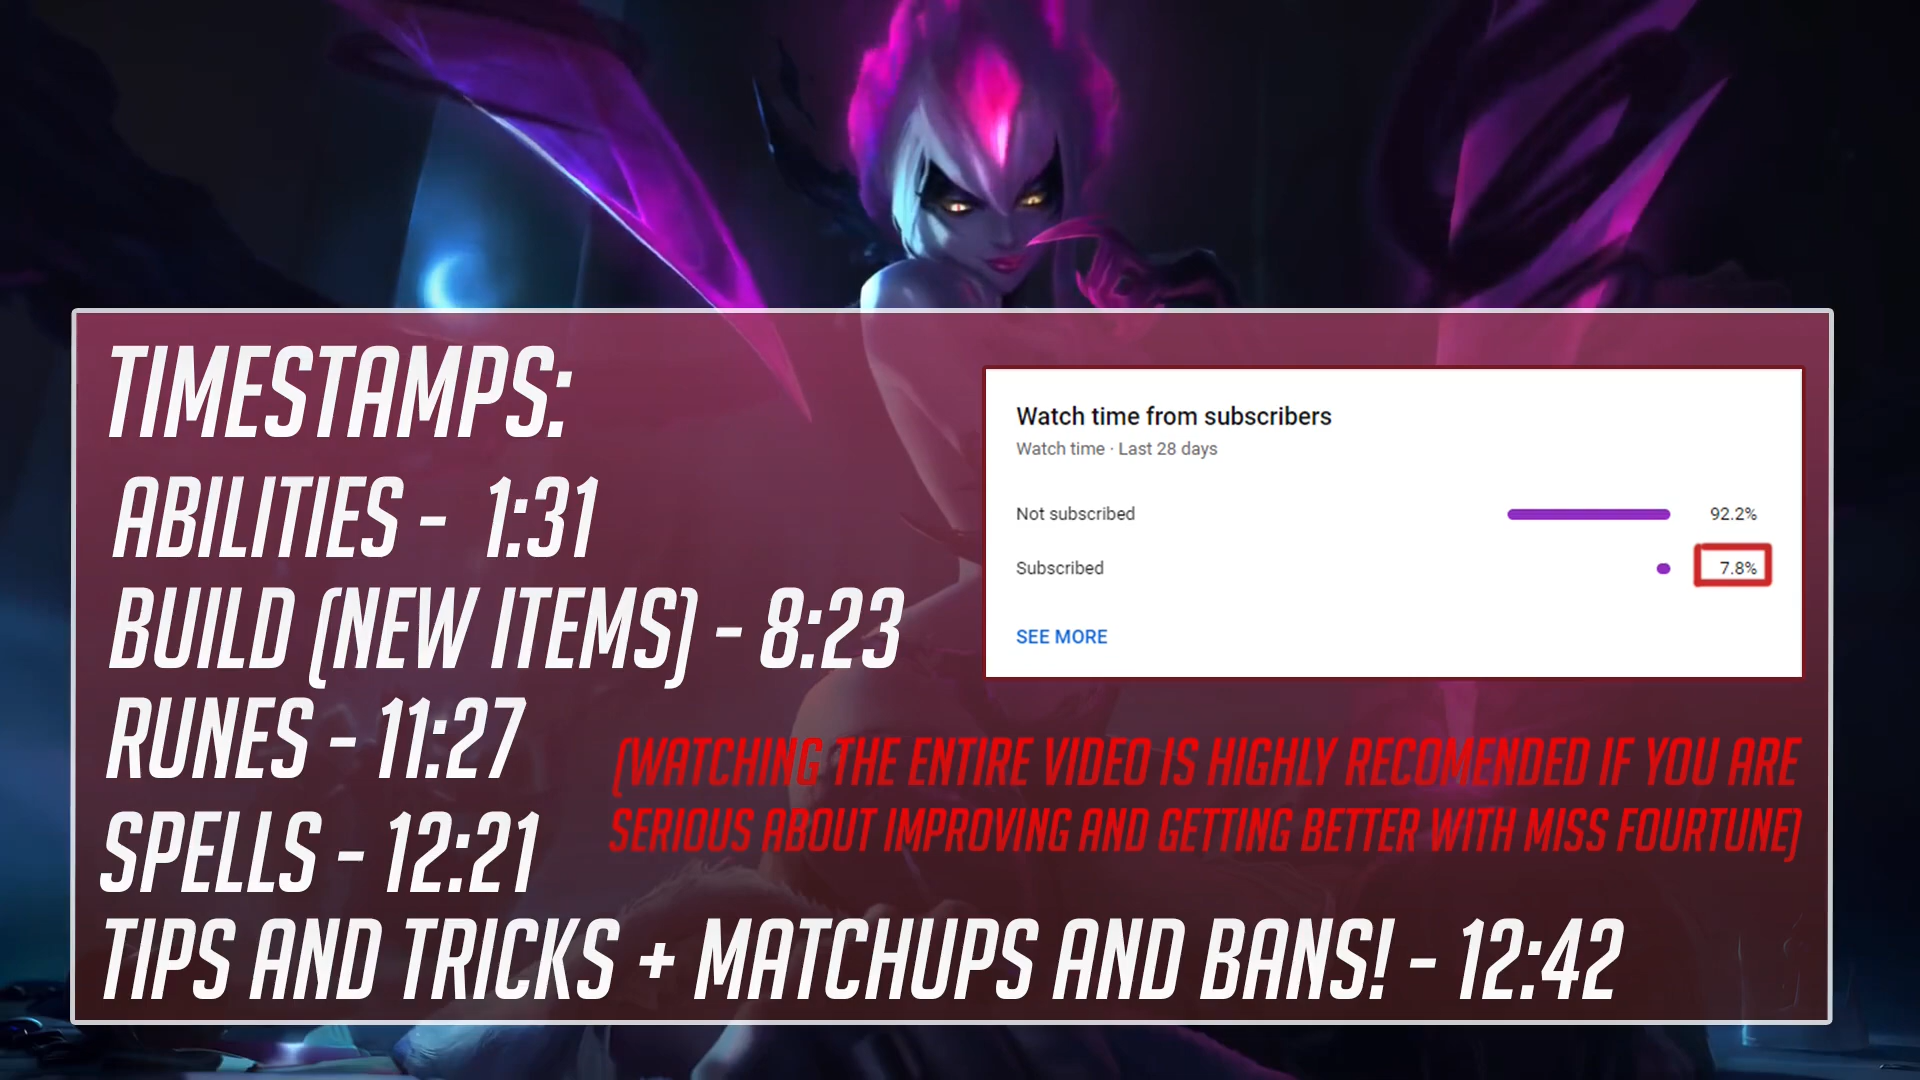 TIMESTAMPS:
ABILITIES - 1:31
BUILD (NEW ITEMS) - 8:23
RUNES - 11:27
SPELLS - 12:21
TIPS AND TRICKS + MATCHUPS AND BANS! - 12:42
Watch time from subscribers
Watch time · Last 28 days
Not subscribed 92.2%
Subscribed 7.8%
SEE MORE
(WATCHING THE ENTIRE VIDEO IS HIGHLY RECOMENDED IF YOU ARE
SERIOUS ABOUT IMPROVING AND GETTING BETTER WITH MISS FOURTUNE)